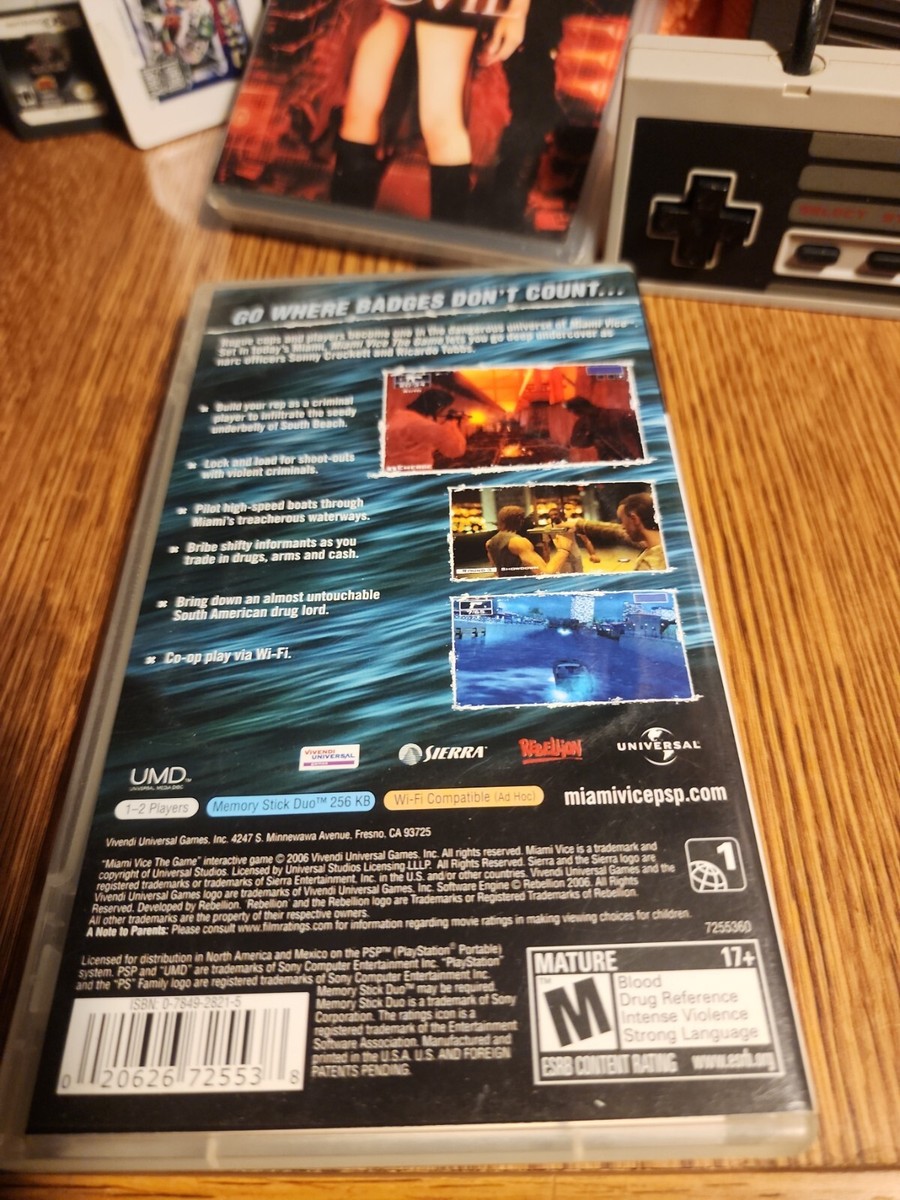 EVIL
SELECT
GO WHERE BADGES DON'T COUNT...
Rogue cops and players become one in the dangerous universe of Miami Vice™.
Set in today's Miami, Miami Vice The Game lets you go deep undercover as
narc officers Sonny Crockett and Ricardo Tubbs.
Build your rep as a criminal
player to infiltrate the seedy
underbelly of South Beach.
Lock and load for shoot-outs
with violent criminals.
Pilot high-speed boats through
Miami's treacherous waterways.
Bribe shifty informants as you
trade in drugs, arms and cash.
Bring down an almost untouchable
South American drug lord.
Co-op play via Wi-Fi.
UMD™
UNIVERSAL MEDIA DISC
VIVENDI
UNIVERSAL
games
SIERRA
REBELLION
UNIVERSAL
1-2 Players
Memory Stick Duo™ 256 KB
Wi-Fi Compatible (Ad Hoc)
miamivicepsp.com
Vivendi Universal Games, Inc. 4247 S. Minnewawa Avenue, Fresno, CA 93725
"Miami Vice The Game" interactive game © 2006 Vivendi Universal Games, Inc. All rights reserved. Miami Vice is a trademark and
copyright of Universal Studios. Licensed by Universal Studios Licensing LLLP. All Rights Reserved. Sierra and the Sierra logo are
registered trademarks or trademarks of Sierra Entertainment, Inc. in the U.S. and/or other countries. Vivendi Universal Games and the
Vivendi Universal Games logo are trademarks of Vivendi Universal Games, Inc. Software Engine © Rebellion 2006. All Rights
Reserved. Developed by Rebellion. 'Rebellion' and the Rebellion logo are Trademarks or Registered Trademarks of Rebellion.
All other trademarks are the property of their respective owners.
A Note to Parents: Please consult www.filmratings.com for information regarding movie ratings in making viewing choices for children.
1
7255360
Licensed for distribution in North America and Mexico on the PSP™ (PlayStation® Portable)
system. PSP and "UMD" are trademarks of Sony Computer Entertainment Inc. "PlayStation"
and the "PS" Family logo are registered trademarks of Sony Computer Entertainment Inc.
Memory Stick Duo™ may be required.
Memory Stick Duo is a trademark of Sony
Corporation. The ratings icon is a
registered trademark of the Entertainment
Software Association. Manufactured and
printed in the U.S.A. U.S. AND FOREIGN
PATENTS PENDING.
ISBN: 0-7849-2821-5
0 20626 72553 8
MATURE 17+
M
Blood
Drug Reference
Intense Violence
Strong Language
ESRB CONTENT RATING www.esrb.org